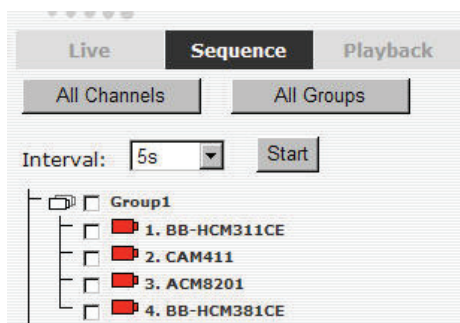 Live Sequence Playback
All Channels All Groups
Interval: 5s Start
Group1
1. BB-HCM311CE
2. CAM411
3. ACM8201
4. BB-HCM381CE